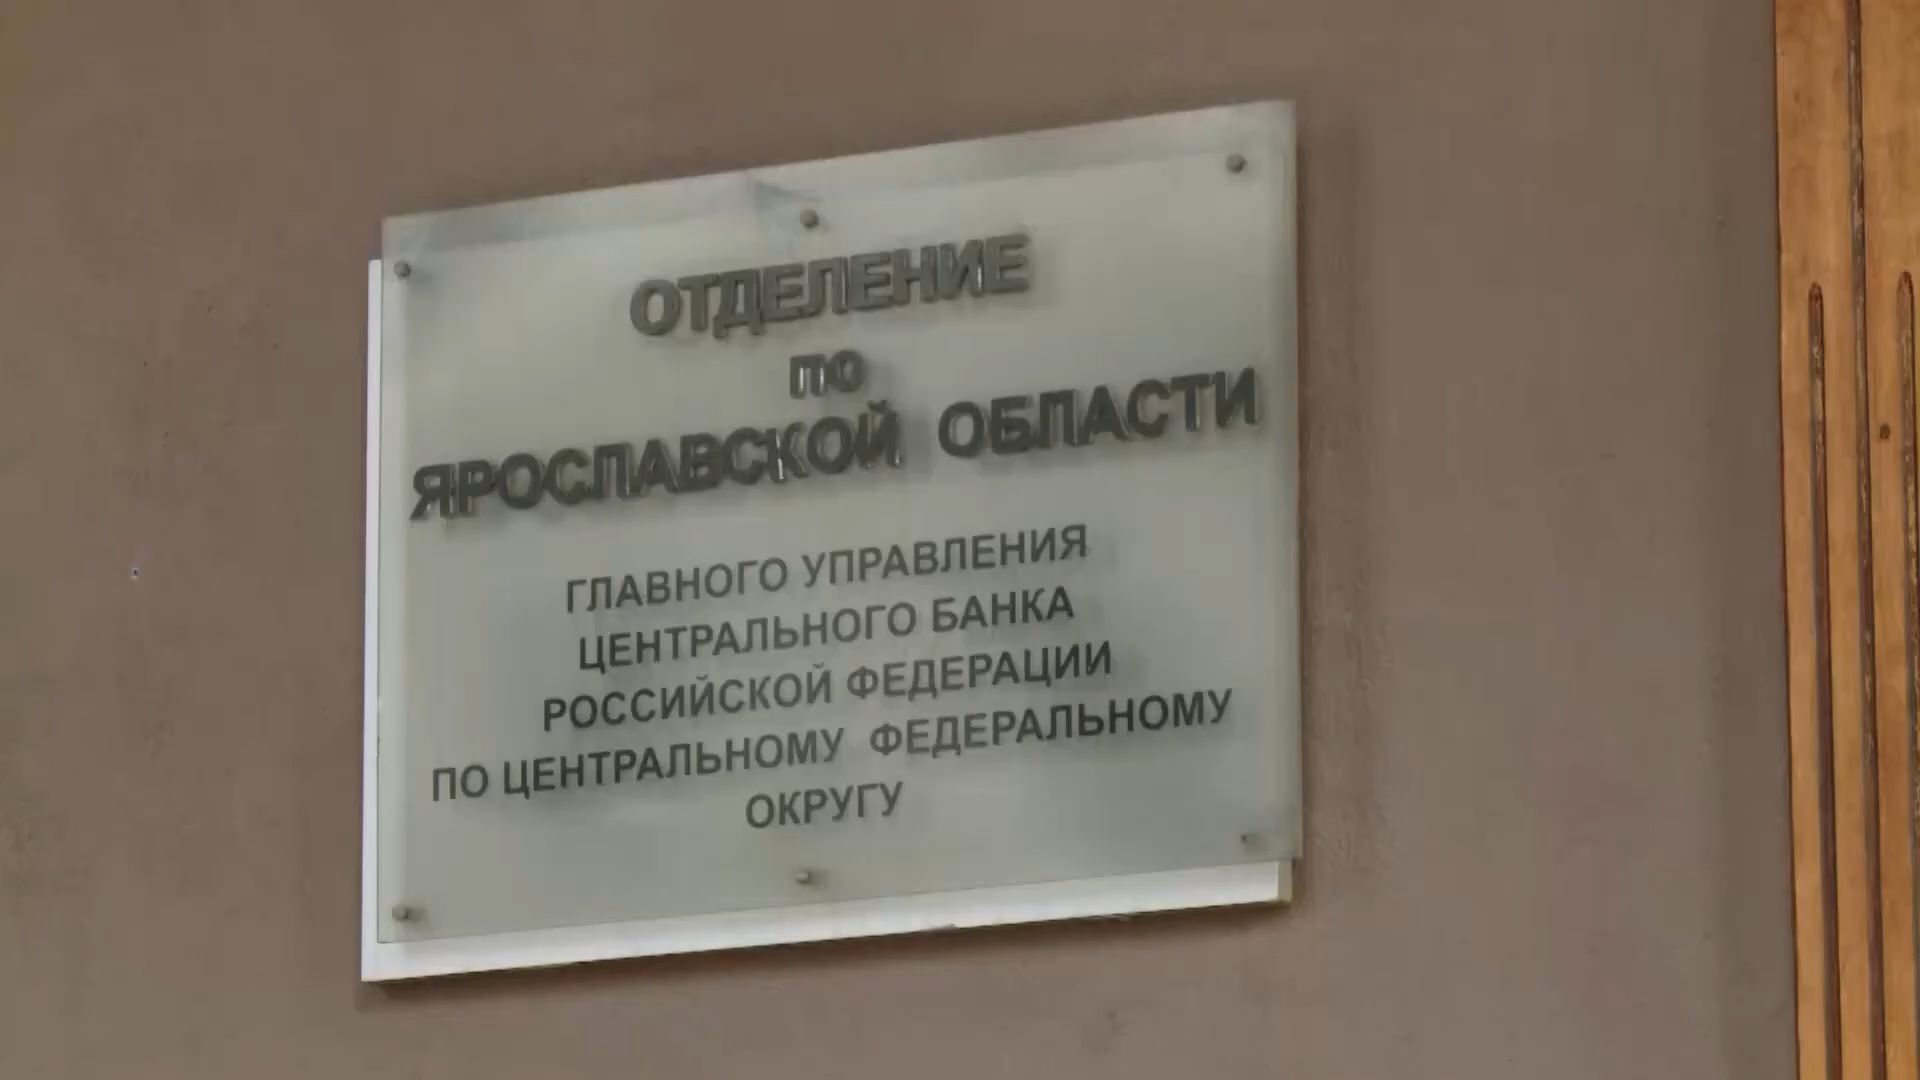 ОТДЕЛЕНИЕ
ПО
ЯРОСЛАВСКОЙ ОБЛАСТИ
ГЛАВНОГО УПРАВЛЕНИЯ
ЦЕНТРАЛЬНОГО БАНКА
РОССИЙСКОЙ ФЕДЕРАЦИИ
ПО ЦЕНТРАЛЬНОМУ ФЕДЕРАЛЬНОМУ
ОКРУГУ